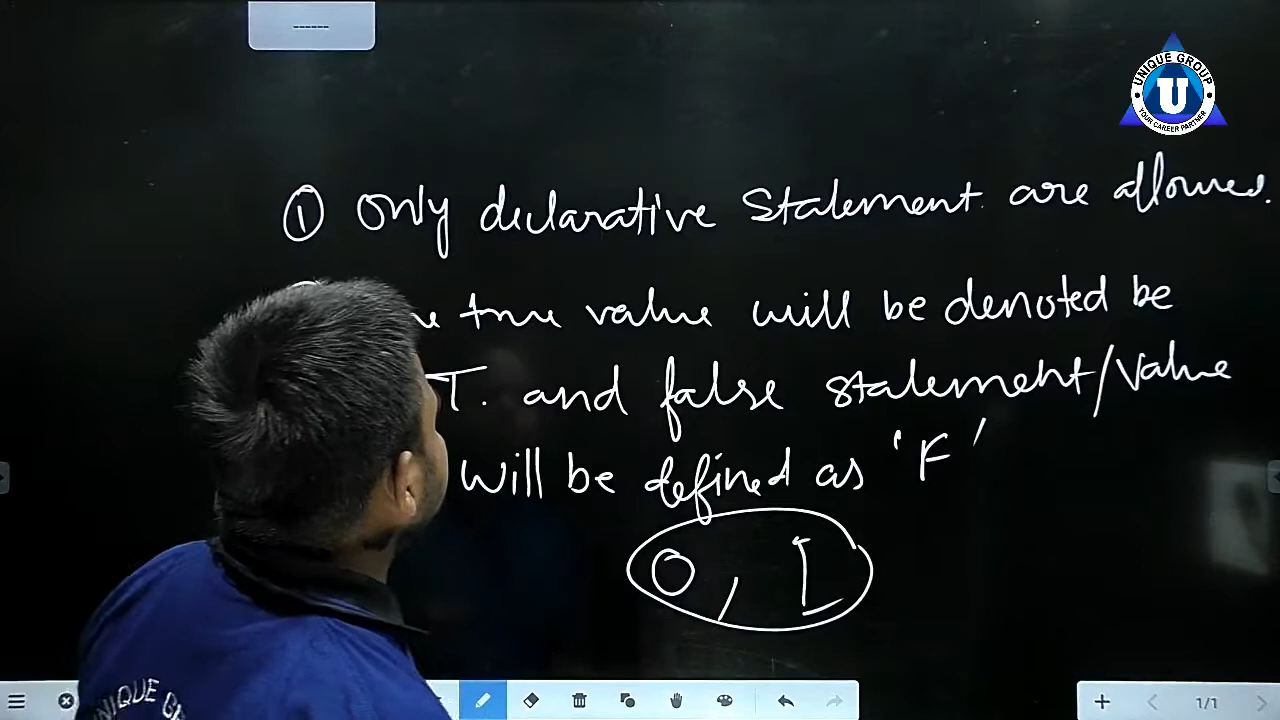 ------
UNIQUE GROUP
U
YOUR CAREER PARTNER
① Only declarative Statement are allowed.
true value will be denoted be
T. and false statement/value
will be defined as 'F'
0, 1
UNIQUE
1/1